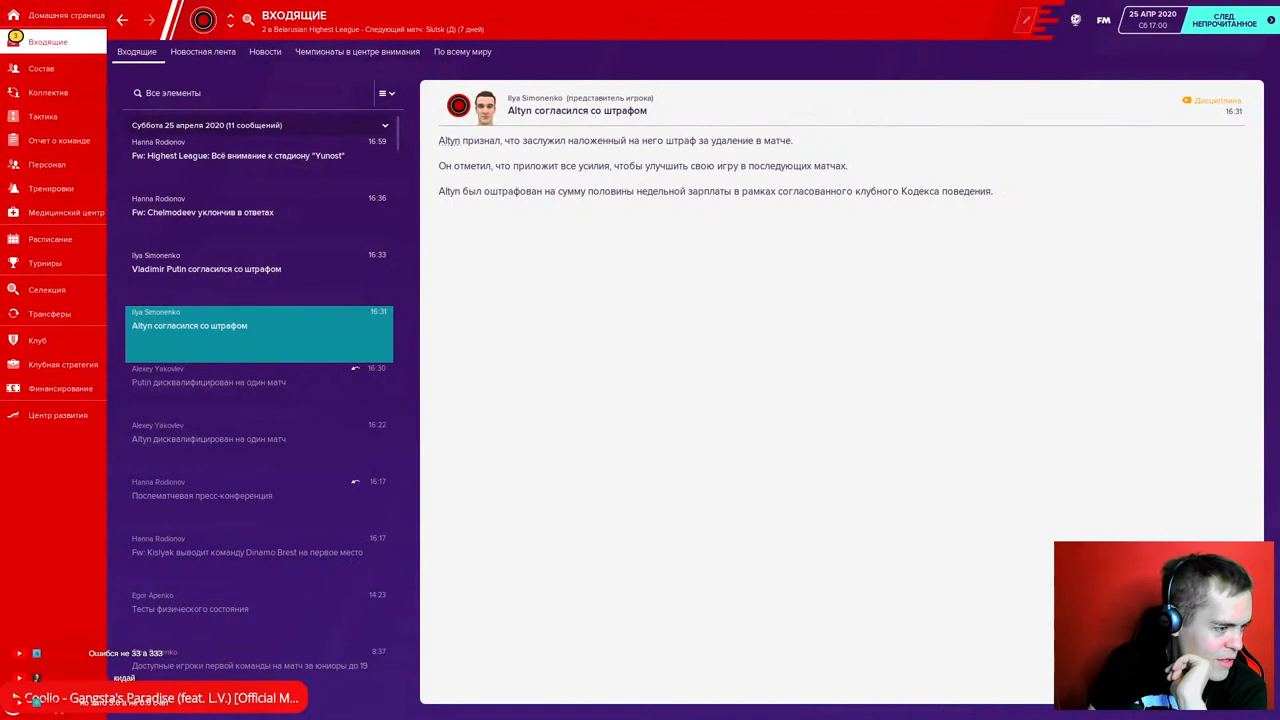 Домашняя страница
3
Входящие
Состав
Коллектив
Тактика
Отчет о команде
Персонал
Тренировки
Медицинский центр
Расписание
Турниры
Селекция
Трансферы
Клуб
Клубная стратегия
Финансирование
Центр развития
ВХОДЯЩИЕ
2 в Belarusian Highest League - Следующий матч: Slutsk (Д) (7 дней)
FM
25 АПР 2020
Сб 17:00
СЛЕД. НЕПРОЧИТАННОЕ
Входящие Новостная лента Новости Чемпионаты в центре внимания По всему миру
Все элементы
Суббота 25 апреля 2020 (11 сообщений)
Hanna Rodionov 16:59
Fw: Highest League: Всё внимание к стадиону "Yunost"
Hanna Rodionov 16:36
Fw: Chelmodeev уклончив в ответах
Ilya Simonenko 16:33
Vladimir Putin согласился со штрафом
Ilya Simonenko 16:31
Altyn согласился со штрафом
Alexey Yakovlev 16:30
Putin дисквалифицирован на один матч
Alexey Yakovlev 16:22
Altyn дисквалифицирован на один матч
Hanna Rodionov 16:17
Послематчевая пресс-конференция
Hanna Rodionov 16:17
Fw: Kislyak выводит команду Dinamo Brest на первое место
Egor Apenko 14:23
Тесты физического состояния
8:37
Доступные игроки первой команды на матч за юниоры до 19
Ilya Simonenko (представитель игрока)
Altyn согласился со штрафом
Дисциплина
16:31
Altyn признал, что заслужил наложенный на него штраф за удаление в матче.
Он отметил, что приложит все усилия, чтобы улучшить свою игру в последующих матчах.
Altyn был оштрафован на сумму половины недельной зарплаты в рамках согласованного клубного Кодекса поведения.
Ошибся не 33 а 333
кидай
Coolio - Gangsta's Paradise (feat. L.V.) [Official M...